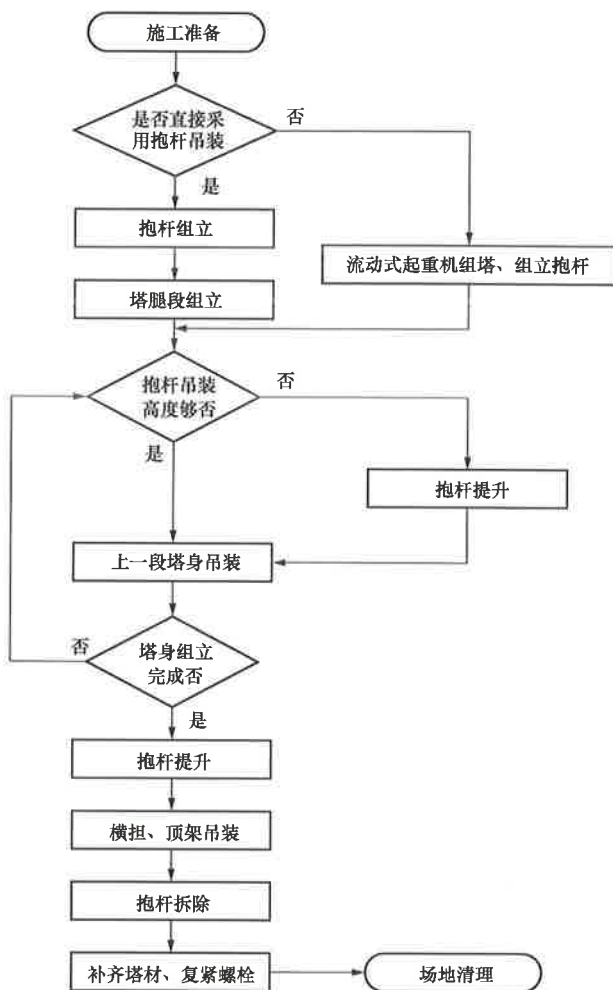 施工准备
是否直接采
用抱杆吊装
否
是
抱杆组立
流动式起重机组塔、组立抱杆
塔腿段组立
抱杆吊装
高度够否
否
是
抱杆提升
上一段塔身吊装
否
塔身组立
完成否
是
抱杆提升
横担、顶架吊装
抱杆拆除
补齐塔材、复紧螺栓
场地清理